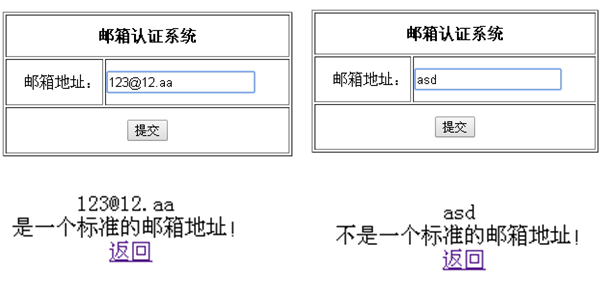 邮箱认证系统
邮箱地址： 123@12.aa
提交
123@12.aa
是一个标准的邮箱地址!
返回
邮箱认证系统
邮箱地址： asd
提交
asd
不是一个标准的邮箱地址!
返回